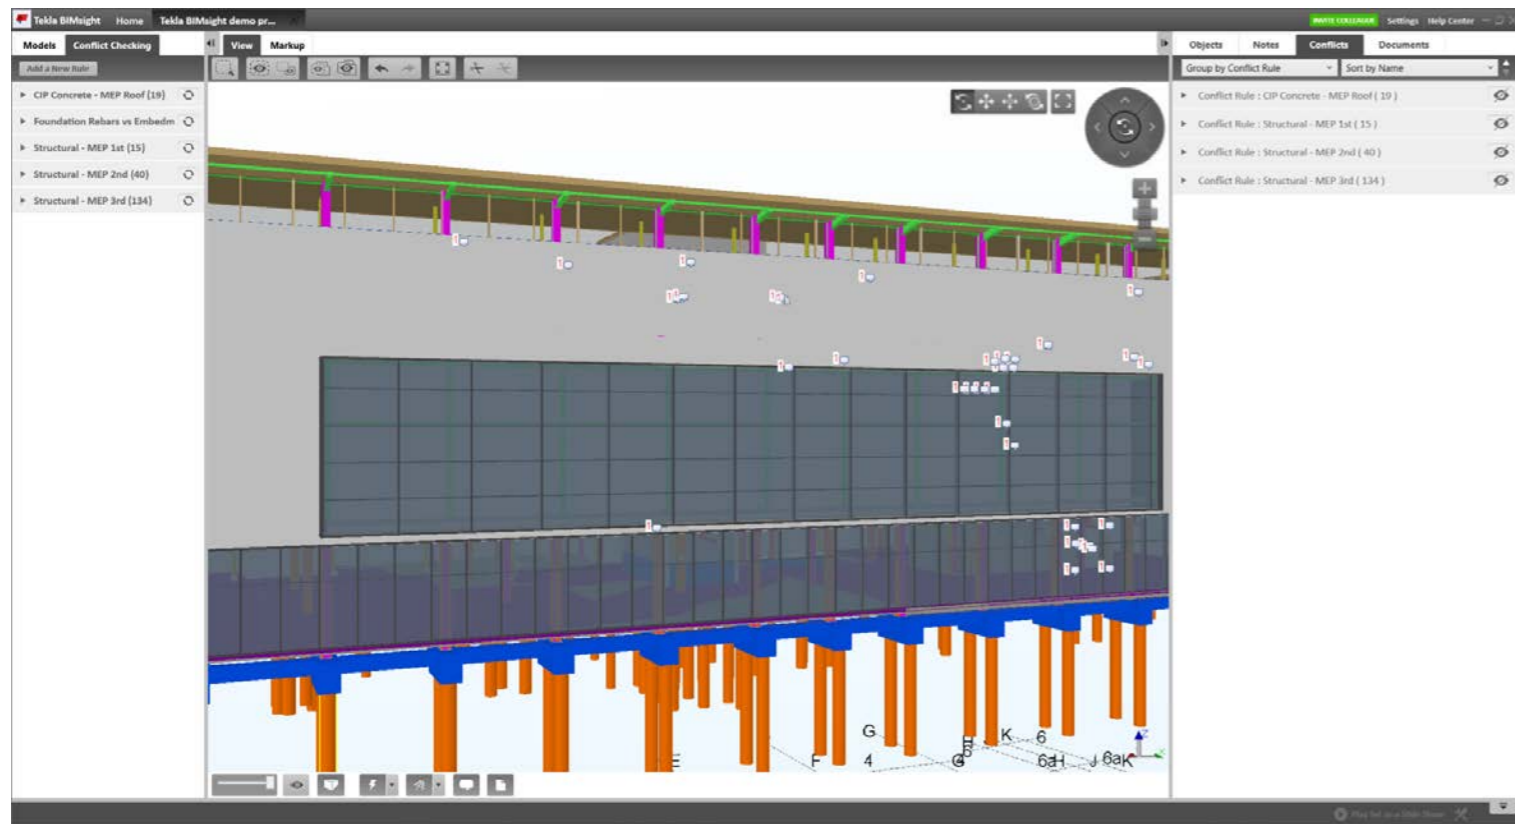 Tekla BIMsight Home Tekla BIMsight demo pr...
INVITE COLLEAGUE Settings Help Center
Models Conflict Checking
View Markup
Objects Notes Conflicts Documents
Add a New Rule
Group by Conflict Rule Sort by Name
CIP Concrete - MEP Roof (19)
Foundation Rebars vs Embedm
Structural - MEP 1st (15)
Structural - MEP 2nd (40)
Structural - MEP 3rd (134)
Conflict Rule : CIP Concrete - MEP Roof ( 19 )
Conflict Rule : Structural - MEP 1st ( 15 )
Conflict Rule : Structural - MEP 2nd ( 40 )
Conflict Rule : Structural - MEP 3rd ( 134 )
G K 6
E F 4 6aH J 6aK